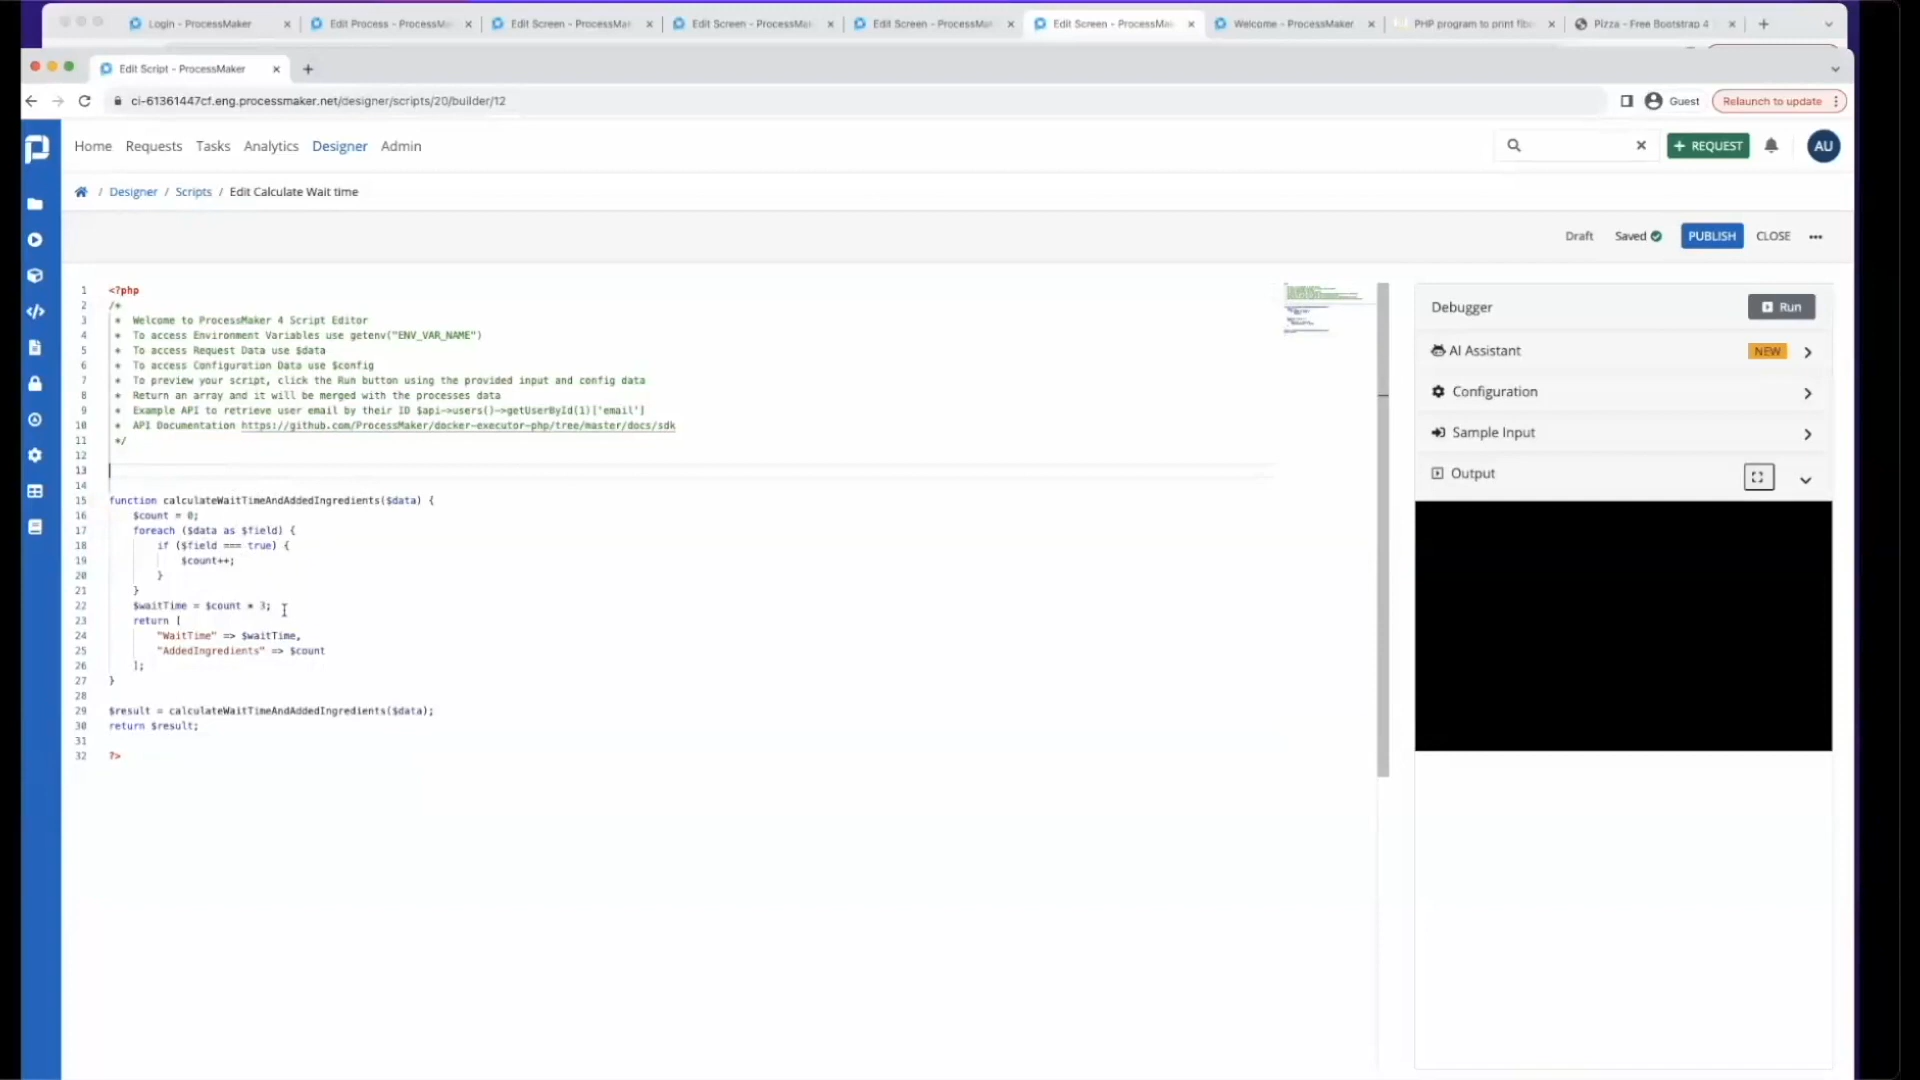 Login - ProcessMaker
Edit Process - ProcessM
Edit Screen - ProcessMa
Edit Screen - ProcessMa
Edit Screen - ProcessMa
Edit Screen - ProcessMa
Welcome - ProcessMaker
PHP program to print fib
Pizza - Free Bootstrap 4
Edit Script - ProcessMaker
ci-61361447cf.eng.processmaker.net/designer/scripts/20/builder/12
Guest
Relaunch to update
Home Requests Tasks Analytics Designer Admin
+ REQUEST
AU
/ Designer / Scripts / Edit Calculate Wait time
Draft Saved PUBLISH CLOSE ...
1 <?php
2 /*
3 * Welcome to ProcessMaker 4 Script Editor
4 * To access Environment Variables use getenv("ENV_VAR_NAME")
5 * To access Request Data use $data
6 * To access Configuration Data use $config
7 * To preview your script, click the Run button using the provided input and config data
8 * Return an array and it will be merged with the processes data
9 * Example API to retrieve user email by their ID $api->users()->getUserById(1)['email']
10 * API Documentation https://github.com/ProcessMaker/docker-executor-php/tree/master/docs/sdk
11 */
12
13
14
15 function calculateWaitTimeAndAddedIngredients($data) {
16 $count = 0;
17 foreach ($data as $field) {
18 if ($field === true) {
19 $count++;
20 }
21 }
22 $waitTime = $count * 3;
23 return [
24 "WaitTime" => $waitTime,
25 "AddedIngredients" => $count
26 ];
27 }
28
29 $result = calculateWaitTimeAndAddedIngredients($data);
30 return $result;
31
32 ?>
Debugger
Run
AI Assistant
NEW
Configuration
Sample Input
Output